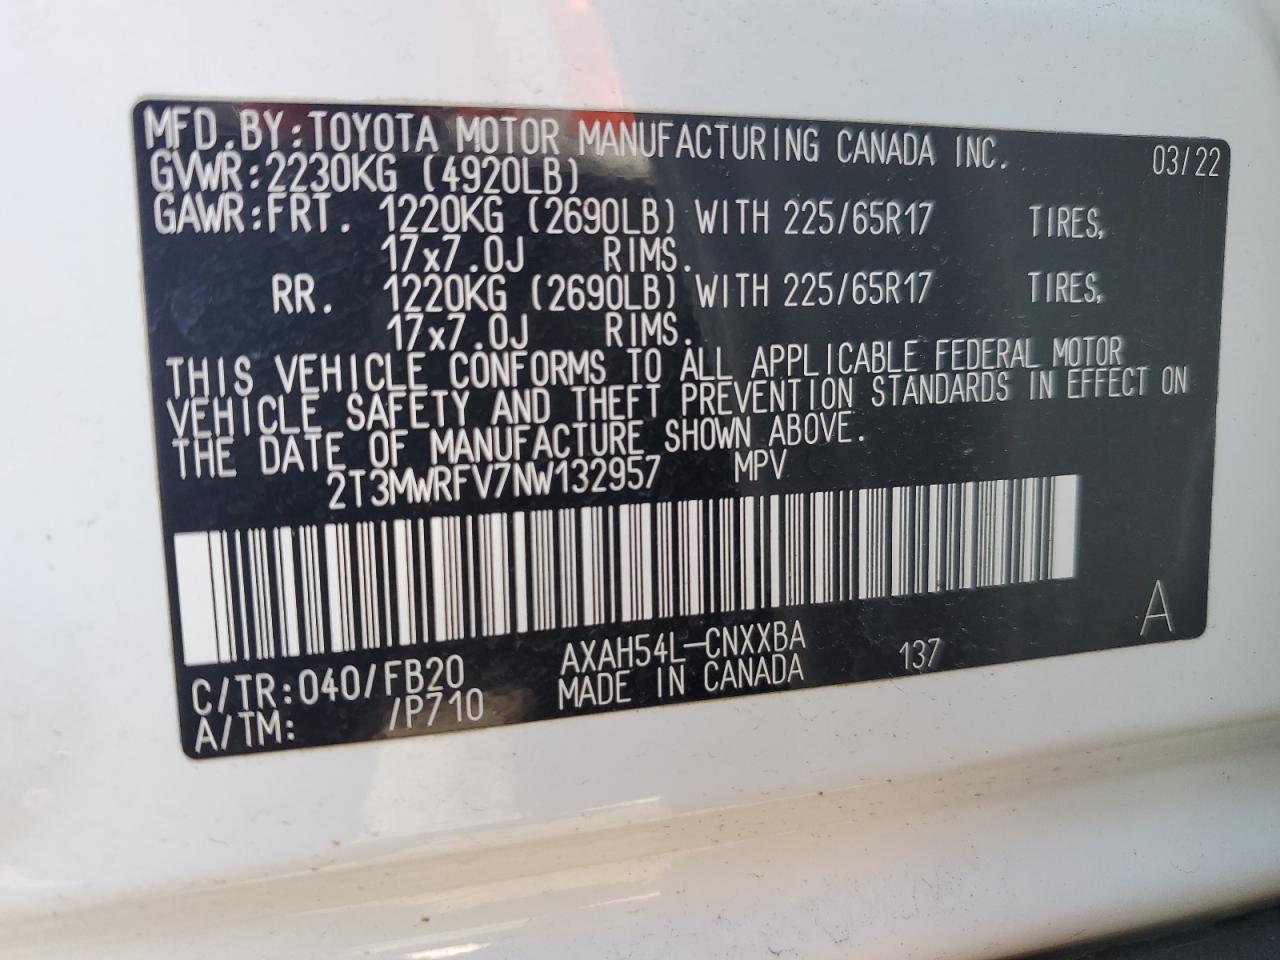 MFD.BY:TOYOTA MOTOR MANUFACTURING CANADA INC. 03/22
GVWR:2230KG (4920LB)
GAWR:FRT. 1220KG (2690LB) WITH 225/65R17 TIRES,
17x7.0J RIMS.
RR. 1220KG (2690LB) WITH 225/65R17 TIRES,
17x7.0J RIMS.
THIS VEHICLE CONFORMS TO ALL APPLICABLE FEDERAL MOTOR
VEHICLE SAFETY AND THEFT PREVENTION STANDARDS IN EFFECT ON
THE DATE OF MANUFACTURE SHOWN ABOVE.
2T3MWRFV7NW132957 MPV
C/TR:040/FB20 AXAH54L-CNXXBA 137 A
A/TM: /P710 MADE IN CANADA